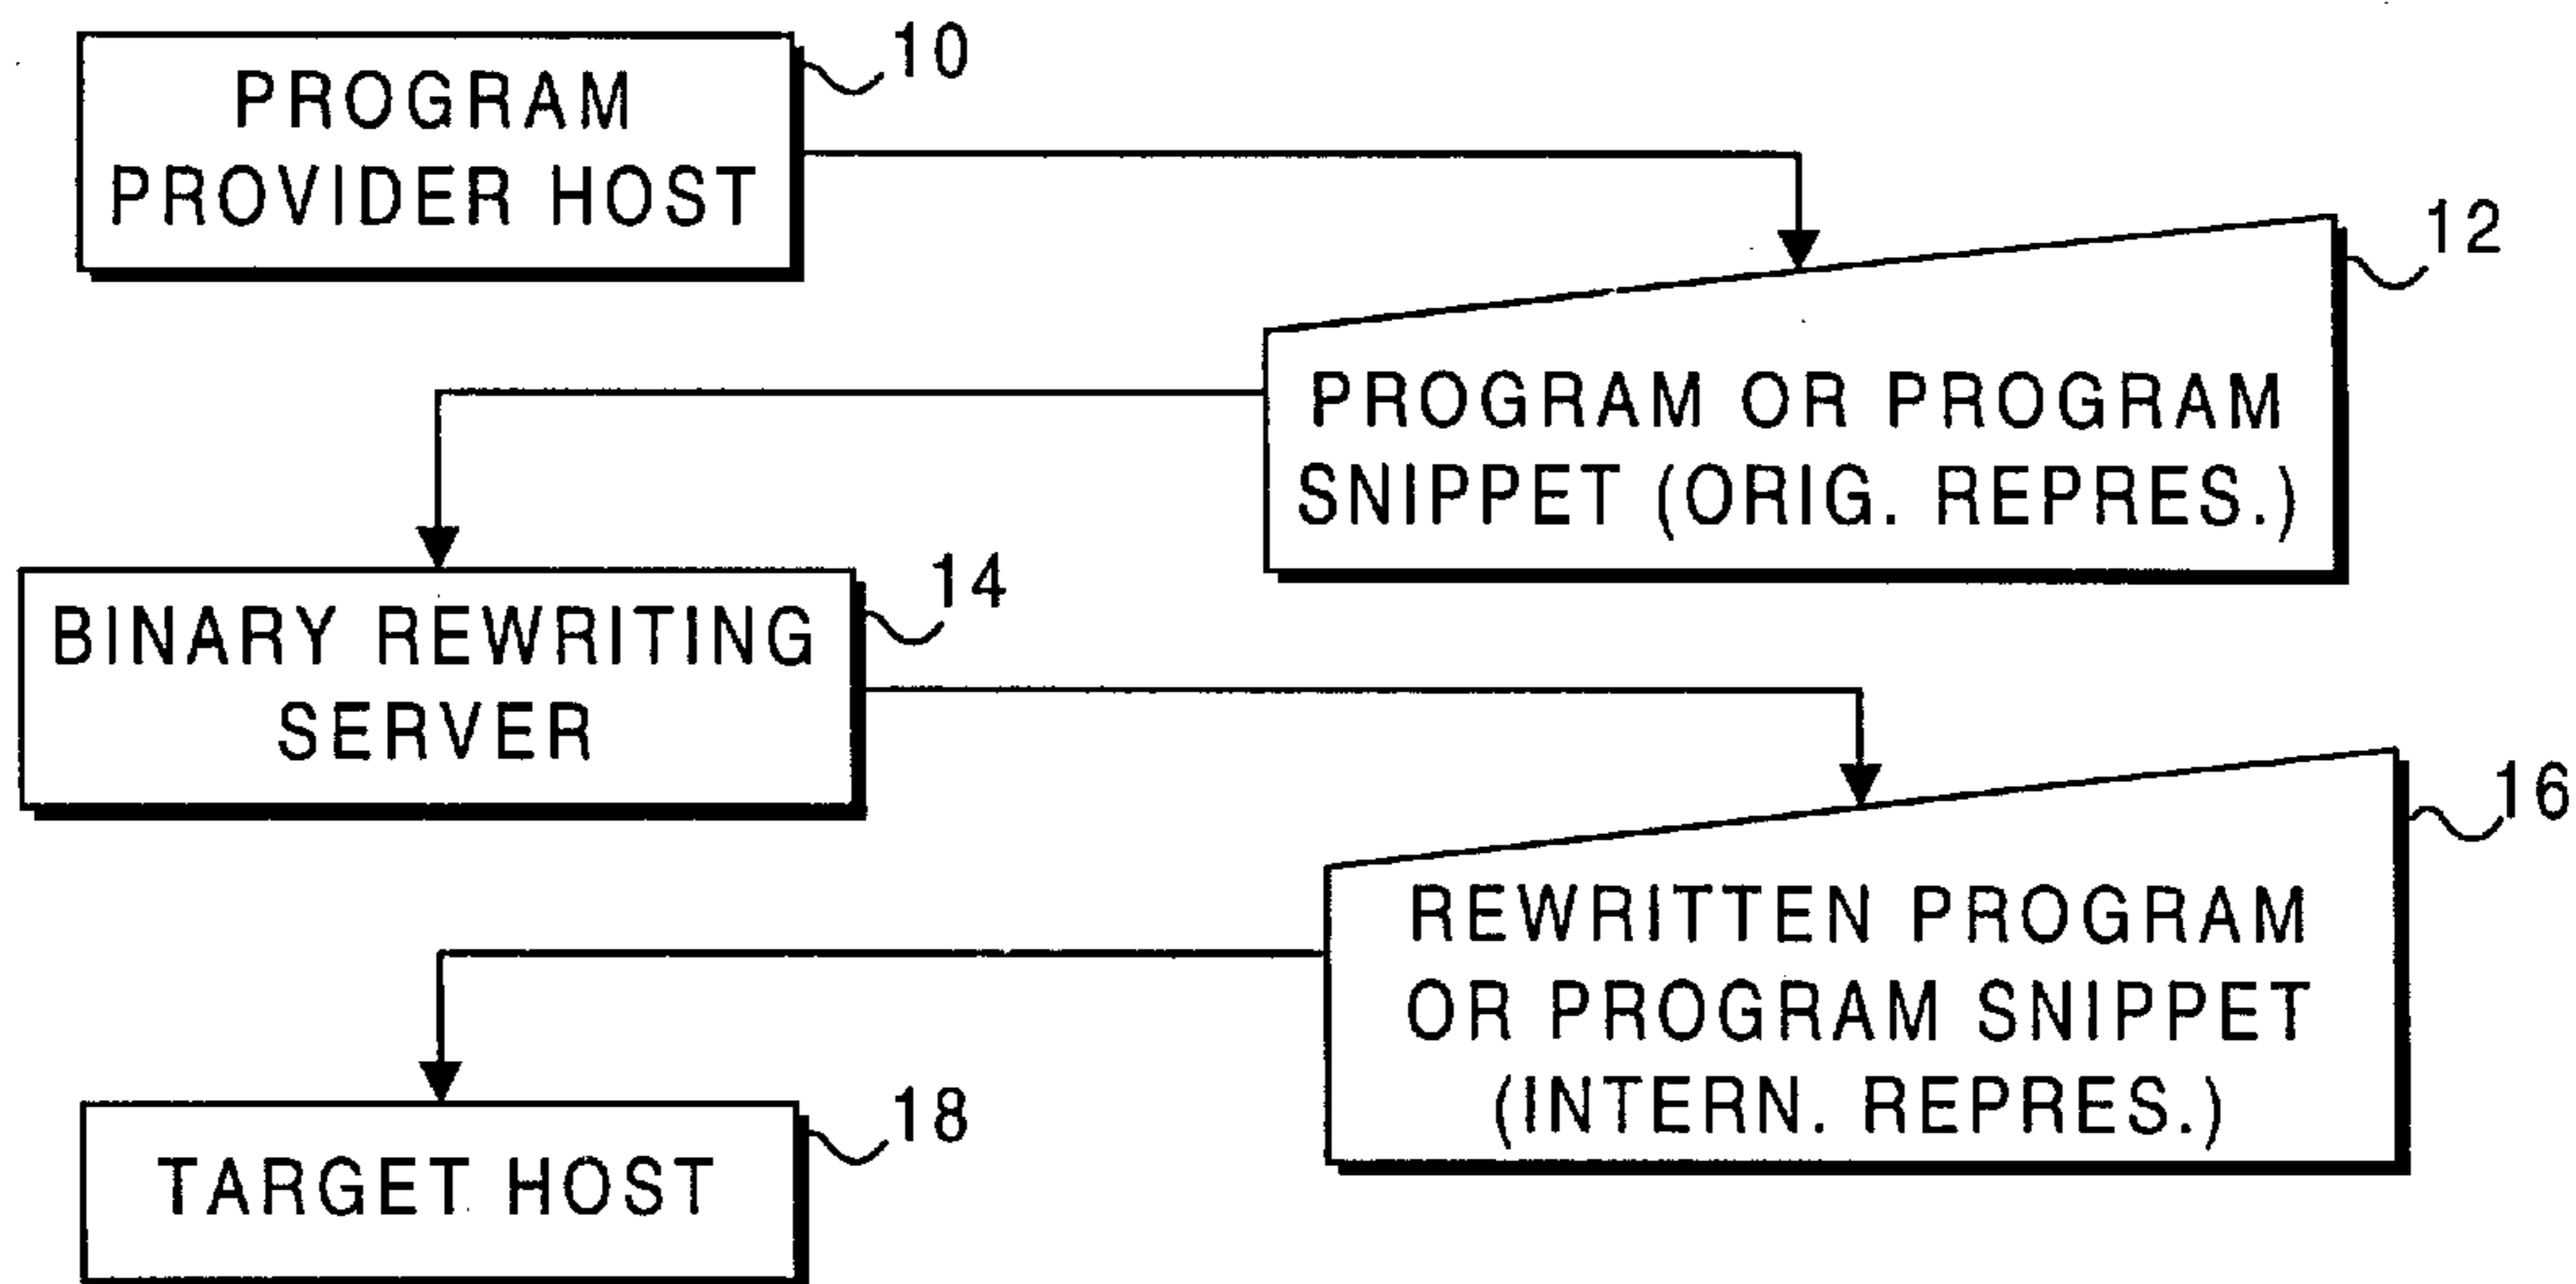 10
PROGRAM
PROVIDER HOST
12
PROGRAM OR PROGRAM
SNIPPET (ORIG. REPRES.)
14
BINARY REWRITING
SERVER
16
REWRITTEN PROGRAM
OR PROGRAM SNIPPET
(INTERN. REPRES.)
18
TARGET HOST